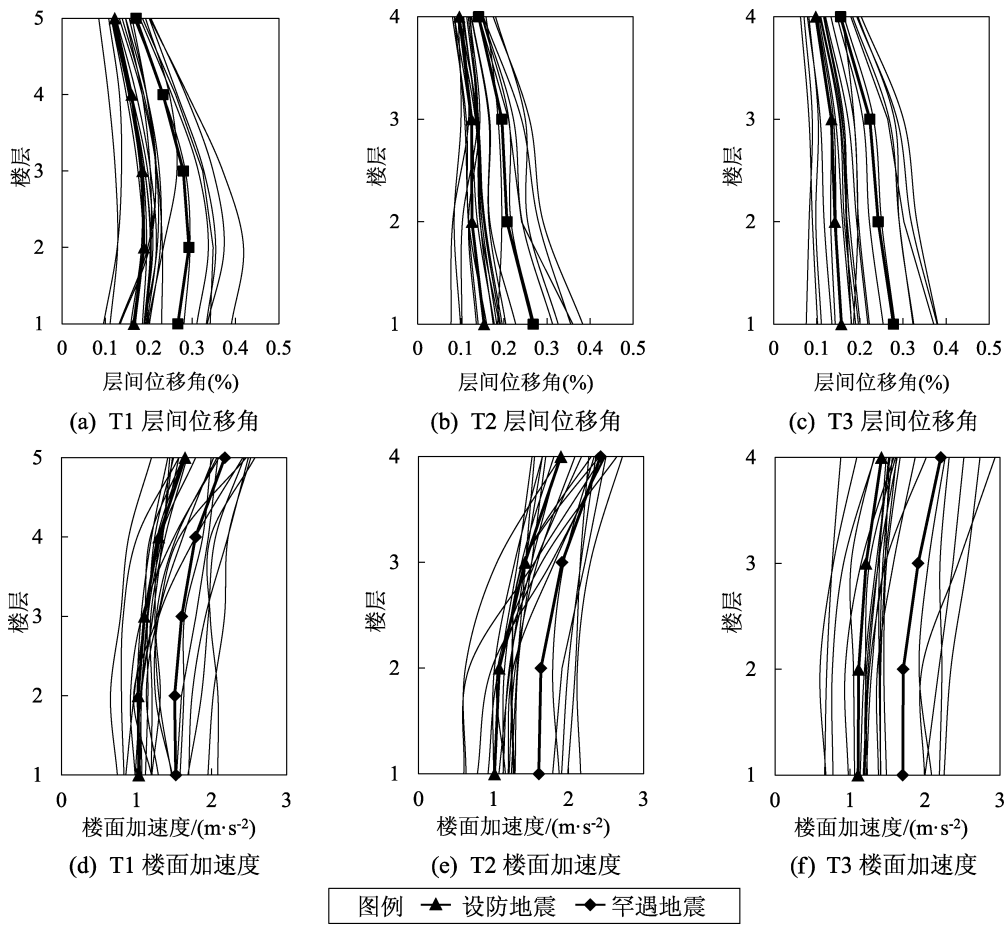 5
4
3
2
1
楼层
0
0.1
0.2
0.3
0.4
0.5
层间位移角(%)
(a) T1 层间位移角
4
3
2
1
楼层
0
0.1
0.2
0.3
0.4
0.5
层间位移角(%)
(b) T2 层间位移角
4
3
2
1
楼层
0
0.1
0.2
0.3
0.4
0.5
层间位移角(%)
(c) T3 层间位移角
5
4
3
2
1
楼层
0
1
2
3
楼面加速度/(m·s⁻²)
(d) T1 楼面加速度
4
3
2
1
楼层
0
1
2
3
楼面加速度/(m·s⁻²)
(e) T2 楼面加速度
4
3
2
1
楼层
0
1
2
3
楼面加速度/(m·s⁻²)
(f) T3 楼面加速度
图例 设防地震 罕遇地震